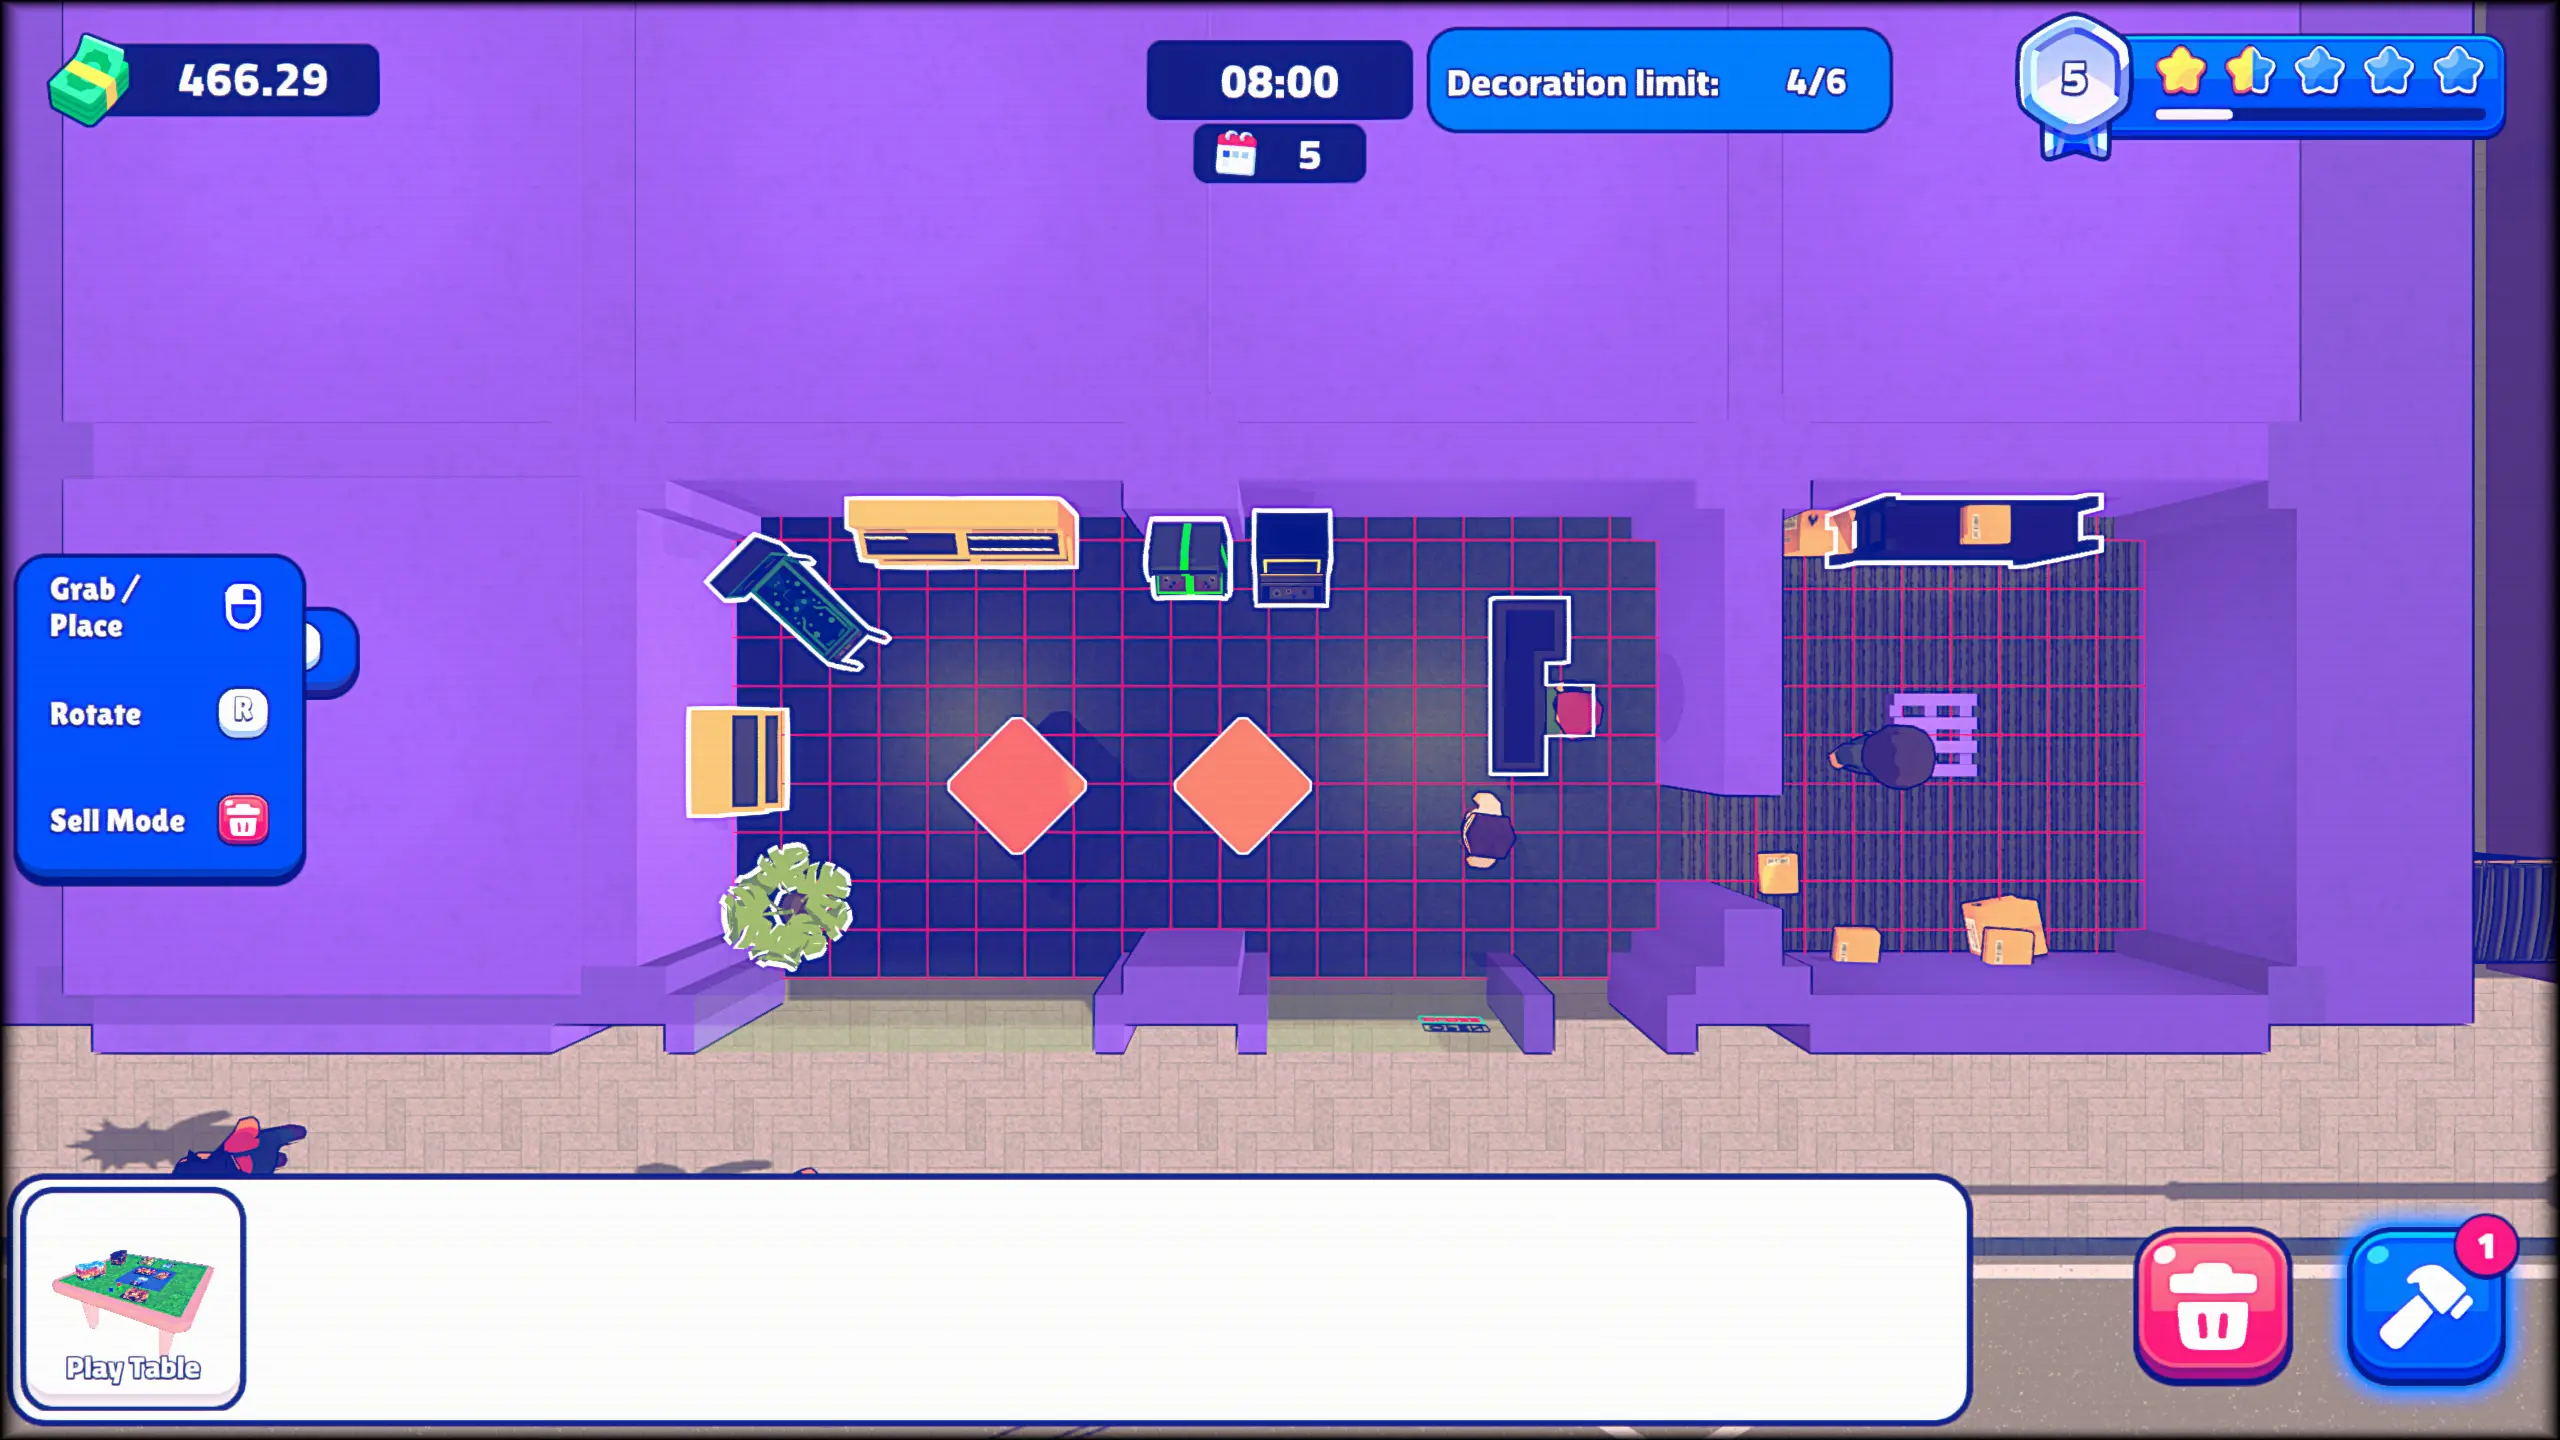 466.29
08:00
Decoration limit: 4/6
5
5
Grab /
Place
Rotate R
Sell Mode
Play Table
1